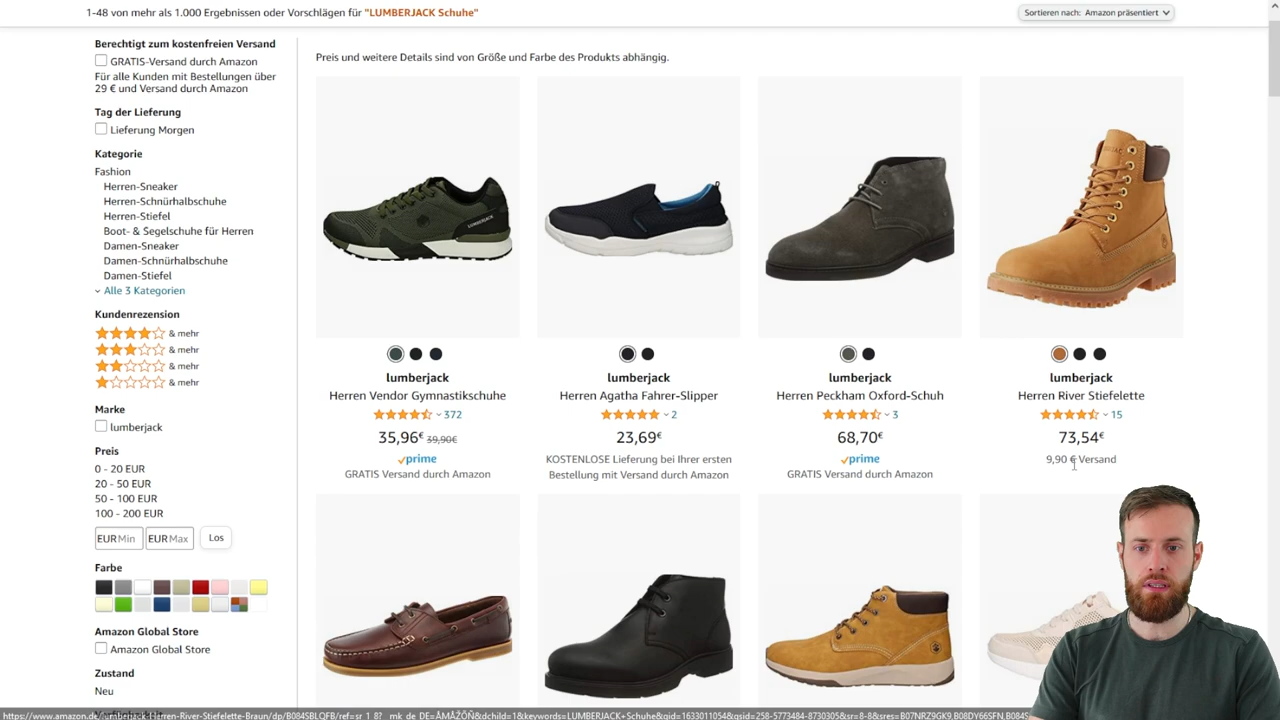 1-48 von mehr als 1.000 Ergebnissen oder Vorschlägen für "LUMBERJACK Schuhe"
Sortieren nach: Amazon präsentiert
Berechtigt zum kostenfreien Versand
GRATIS-Versand durch Amazon
Für alle Kunden mit Bestellungen über
29 € und Versand durch Amazon
Tag der Lieferung
Lieferung Morgen
Kategorie
Fashion
Herren-Sneaker
Herren-Schnürhalbschuhe
Herren-Stiefel
Boot- & Segelschuhe für Herren
Damen-Sneaker
Damen-Schnürhalbschuhe
Damen-Stiefel
Alle 3 Kategorien
Kundenrezension
& mehr
& mehr
& mehr
& mehr
Marke
lumberjack
Preis
0 - 20 EUR
20 - 50 EUR
50 - 100 EUR
100 - 200 EUR
EUR Min EUR Max Los
Farbe
Amazon Global Store
Amazon Global Store
Zustand
Neu
Preis und weitere Details sind von Größe und Farbe des Produkts abhängig.
LUMBERJACK
lumberjack
Herren Vendor Gymnastikschuhe
372
35,96€ 39,90€
prime
GRATIS Versand durch Amazon
lumberjack
Herren Agatha Fahrer-Slipper
2
23,69€
KOSTENLOSE Lieferung bei Ihrer ersten
Bestellung mit Versand durch Amazon
lumberjack
Herren Peckham Oxford-Schuh
3
68,70€
prime
GRATIS Versand durch Amazon
lumberjack
Herren River Stiefelette
15
73,54€
9,90 € Versand